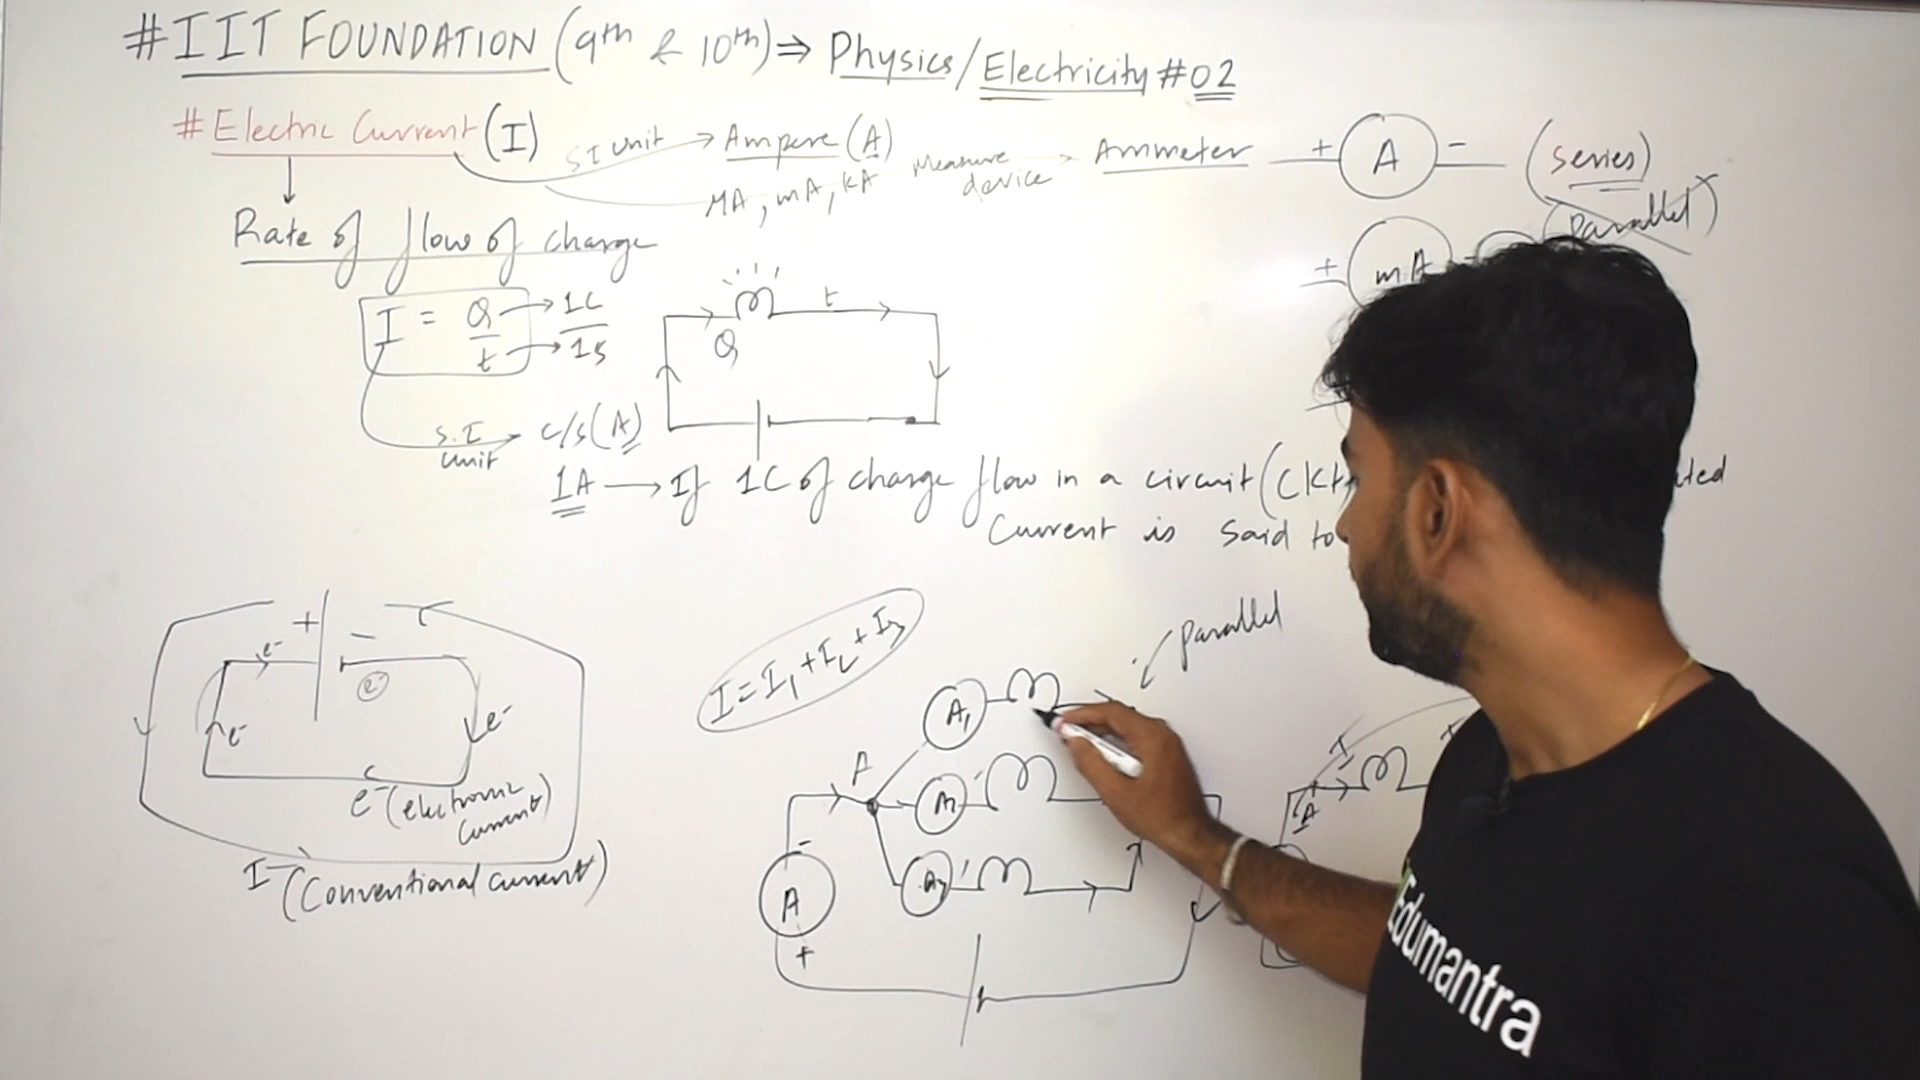 #IIT FOUNDATION (9th & 10th) ⇒ Physics/Electricity #02
# Electric Current (I) SI unit → Ampere (A) Measure device → Ammeter + A - (series)
MA, mA, kA (Parallel)
+ mA
Rate of flow of charge
I = Q/t → 1C/1s
Q t
S.I unit → C/s (A)
1A → If 1C of charge flow in a circuit (CKt
Current is said to
+ -
e- e- e- e-
e- (electronic current)
I - (Conventional current)
I = I1 + I2 + I3
Parallel
A A1
A2
A3
- A +
I
A
Edumantra